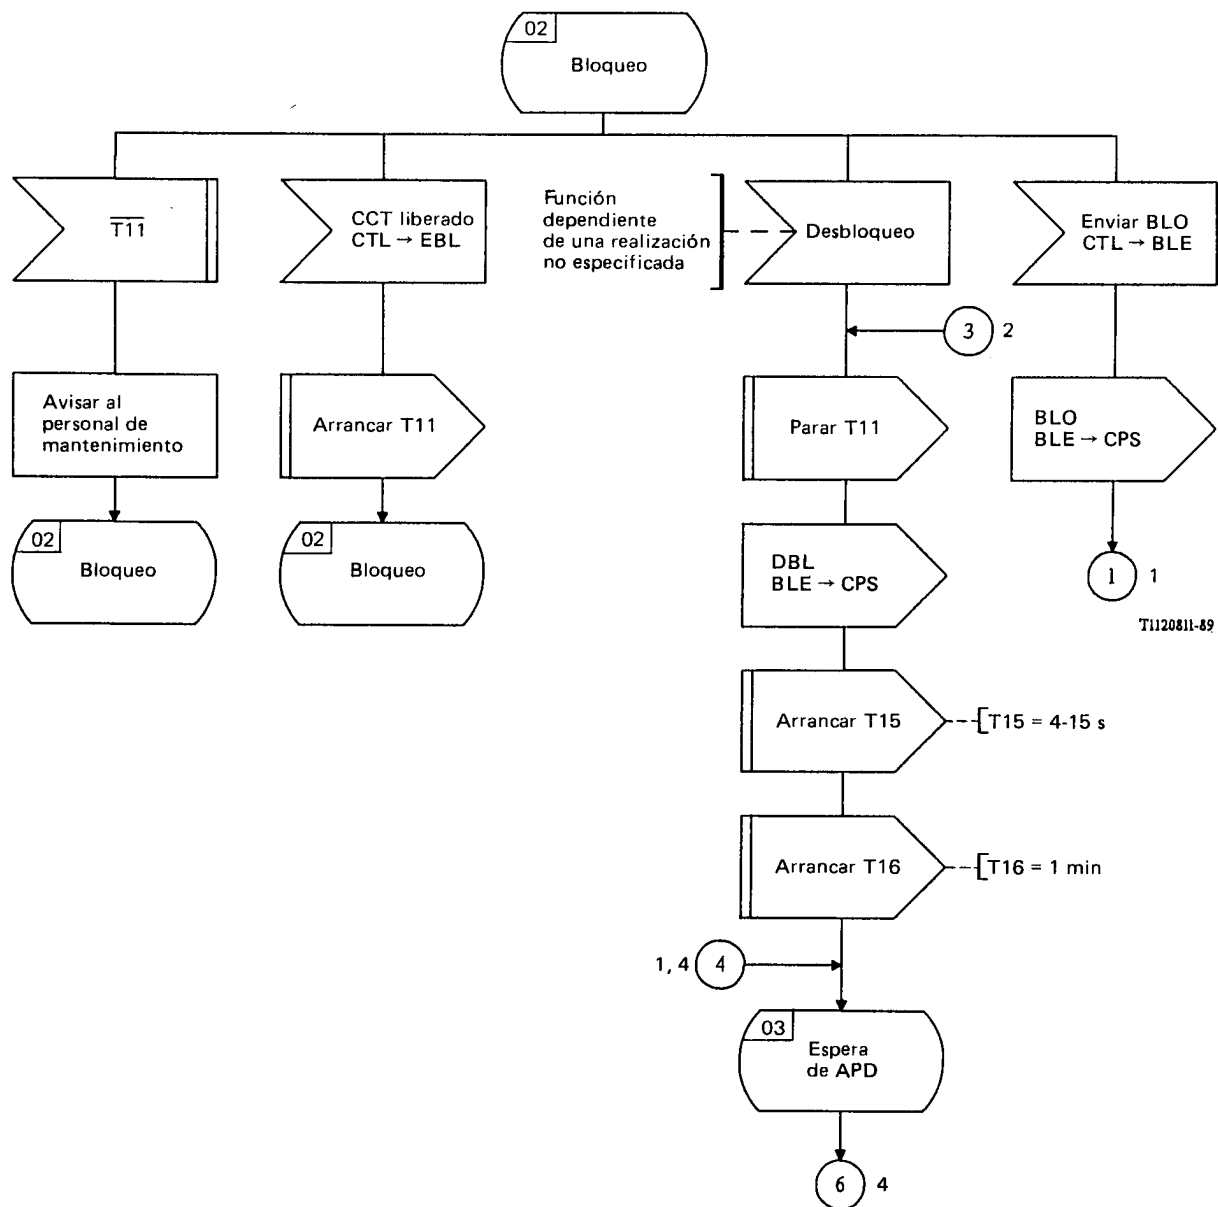 02
Bloqueo
T11
CCT liberado
CTL → EBL
Función
dependiente
de una realización
no especificada
Desbloqueo
Enviar BLO
CTL → BLE
3 2
Avisar al
personal de
mantenimiento
Arrancar T11
Parar T11
BLO
BLE → CPS
02
Bloqueo
02
Bloqueo
DBL
BLE → CPS
1 1
T1120811-89
Arrancar T15
T15 = 4-15 s
Arrancar T16
T16 = 1 min
1, 4 4
03
Espera
de APD
6 4